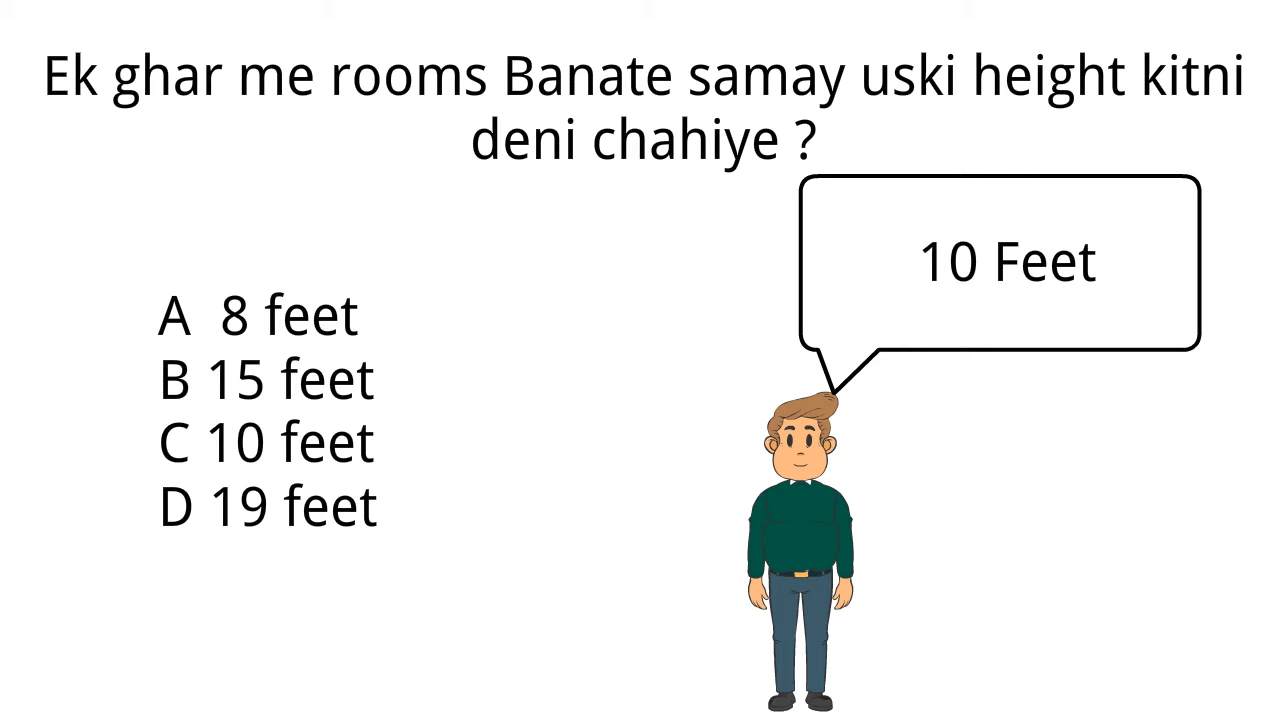 Ek ghar me rooms Banate samay uski height kitni
deni chahiye ?
10 Feet
A 8 feet
B 15 feet
C 10 feet
D 19 feet